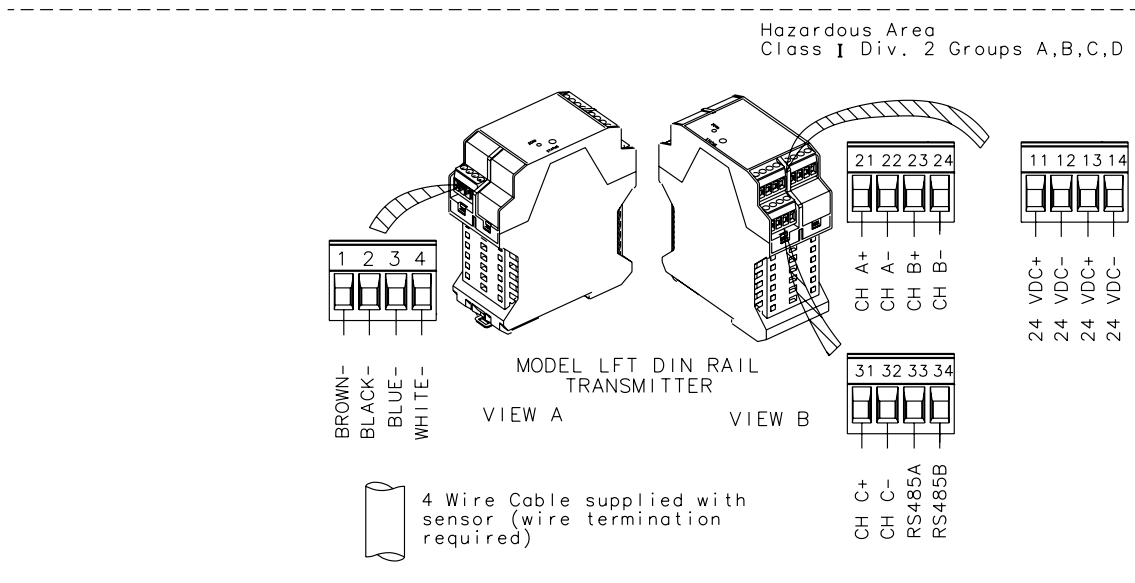 Hazardous Area
Class I Div. 2 Groups A,B,C,D
21 22 23 24
11 12 13 14
CH A+
CH A-
CH B+
CH B-
24 VDC+
24 VDC-
24 VDC+
24 VDC-
1 2 3 4
BROWN-
BLACK-
BLUE-
WHITE-
MODEL LFT DIN RAIL
TRANSMITTER
VIEW A
VIEW B
31 32 33 34
CH C+
CH C-
RS485A
RS485B
4 Wire Cable supplied with
sensor (wire termination
required)